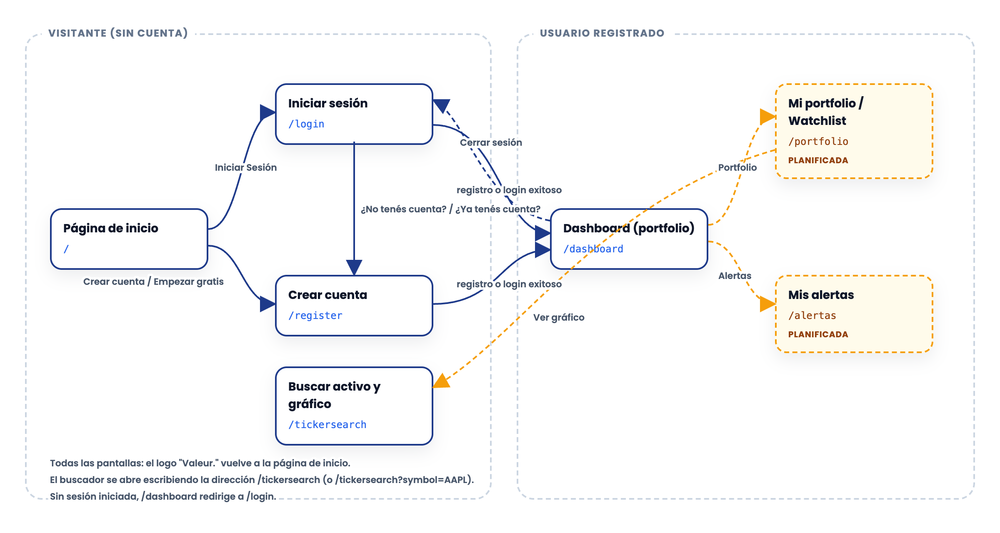 VISITANTE (SIN CUENTA)
USUARIO REGISTRADO
Iniciar sesión
/login
Mi portfolio /
Watchlist
/portfolio
PLANIFICADA
Cerrar sesión
Iniciar Sesión
Portfolio
registro o login exitoso
¿No tenés cuenta? / ¿Ya tenés cuenta?
Página de inicio
/
Dashboard (portfolio)
/dashboard
Crear cuenta / Empezar gratis
registro o login exitoso
Alertas
Crear cuenta
/register
Mis alertas
/alertas
PLANIFICADA
Ver gráfico
Buscar activo y
gráfico
/tickersearch
Todas las pantallas: el logo "Valeur." vuelve a la página de inicio.
El buscador se abre escribiendo la dirección /tickersearch (o /tickersearch?symbol=AAPL).
Sin sesión iniciada, /dashboard redirige a /login.